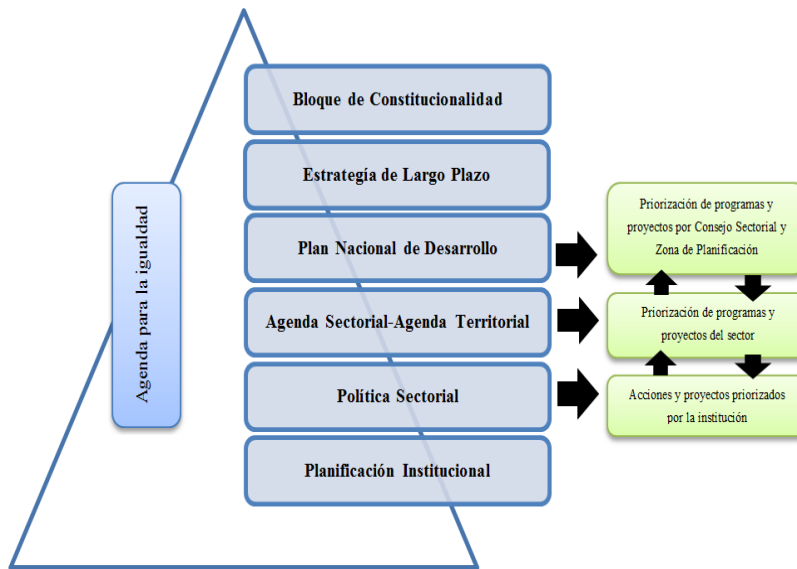 Bloque de Constitucionalidad
Estrategía de Largo Plazo
Plan Nacional de Desarrollo
Agenda Sectorial-Agenda Territorial
Política Sectorial
Planificación Institucional
Agenda para la igualdad
Priorización de programas y
proyectos por Consejo Sectorial y
Zona de Planificación
Priorización de programas y
proyectos del sector
Acciones y proyectos priorizados
por la institución